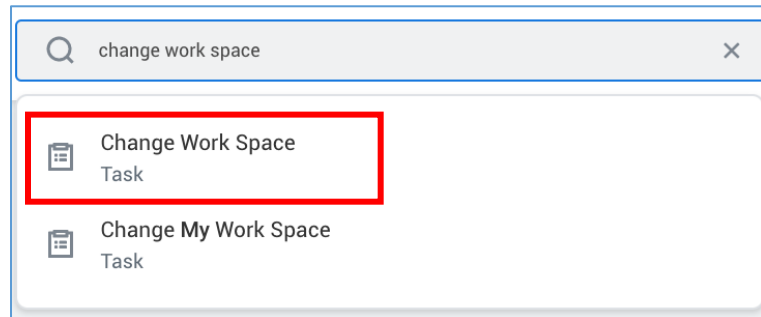 change work space
Change Work Space
Task
Change My Work Space
Task